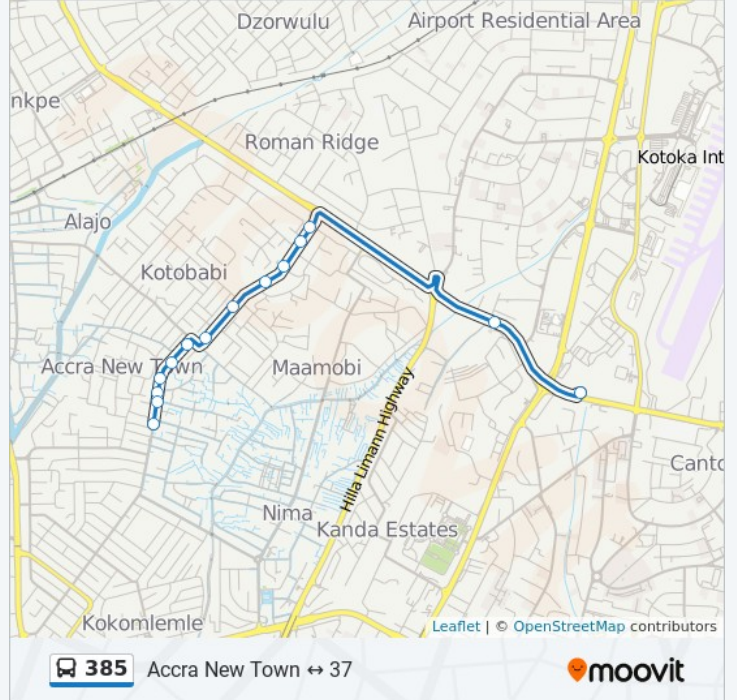 Dzorwulu
Airport Residential Area
nkpe
Roman Ridge
Kotoka Int
Alajo
Kotobabi
Accra New Town
Maamobi
Hilla Limann Highway
Canto
Nima
Kanda Estates
Kokomlemle
Leaflet | © OpenStreetMap contributors
385 Accra New Town ↔ 37
moovit